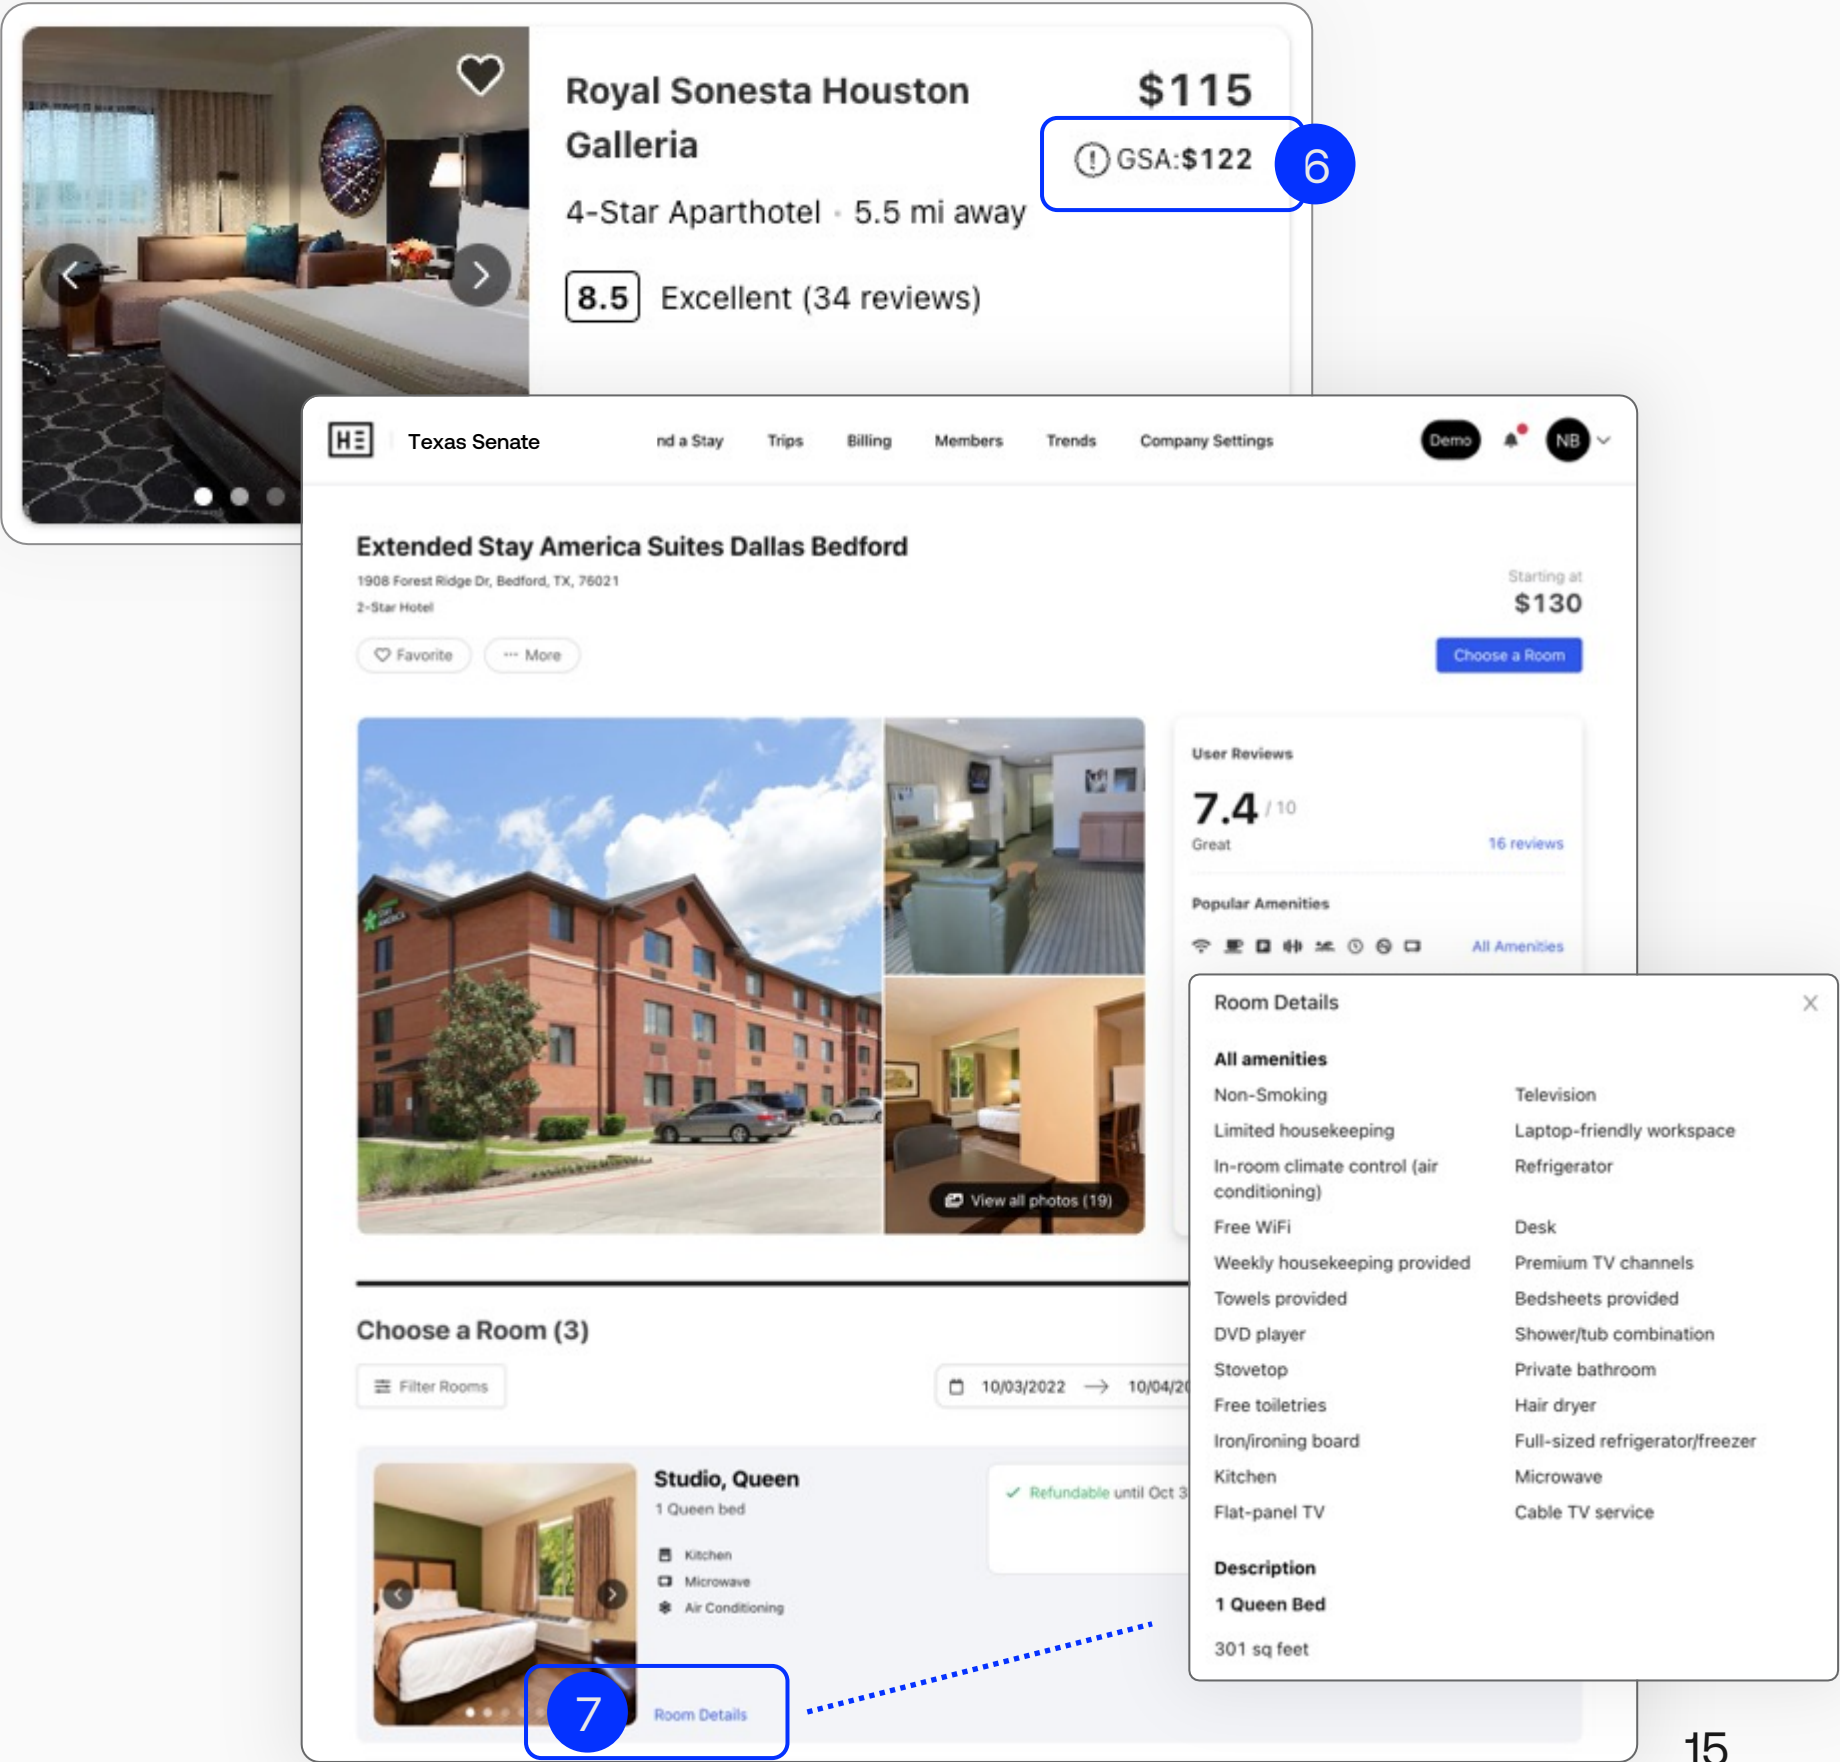 Royal Sonesta Houston
Galleria
$115
GSA:$122
6
4-Star Aparthotel · 5.5 mi away
8.5 Excellent (34 reviews)
HE Texas Senate nd a Stay Trips Billing Members Trends Company Settings Demo NB
Extended Stay America Suites Dallas Bedford
1908 Forest Ridge Dr, Bedford, TX, 76021
2-Star Hotel
Starting at
$130
Favorite ··· More
Choose a Room
STAY
AMERICA
View all photos (19)
User Reviews
7.4 / 10
Great 16 reviews
Popular Amenities
All Amenities
Choose a Room (3)
Filter Rooms
10/03/2022 → 10/04/20
Studio, Queen
1 Queen bed
Kitchen
Microwave
Air Conditioning
Refundable until Oct 3
7
Room Details
Room Details
All amenities
Non-Smoking Television
Limited housekeeping Laptop-friendly workspace
In-room climate control (air Refrigerator
conditioning)
Free WiFi Desk
Weekly housekeeping provided Premium TV channels
Towels provided Bedsheets provided
DVD player Shower/tub combination
Stovetop Private bathroom
Free toiletries Hair dryer
Iron/ironing board Full-sized refrigerator/freezer
Kitchen Microwave
Flat-panel TV Cable TV service
Description
1 Queen Bed
301 sq feet
15